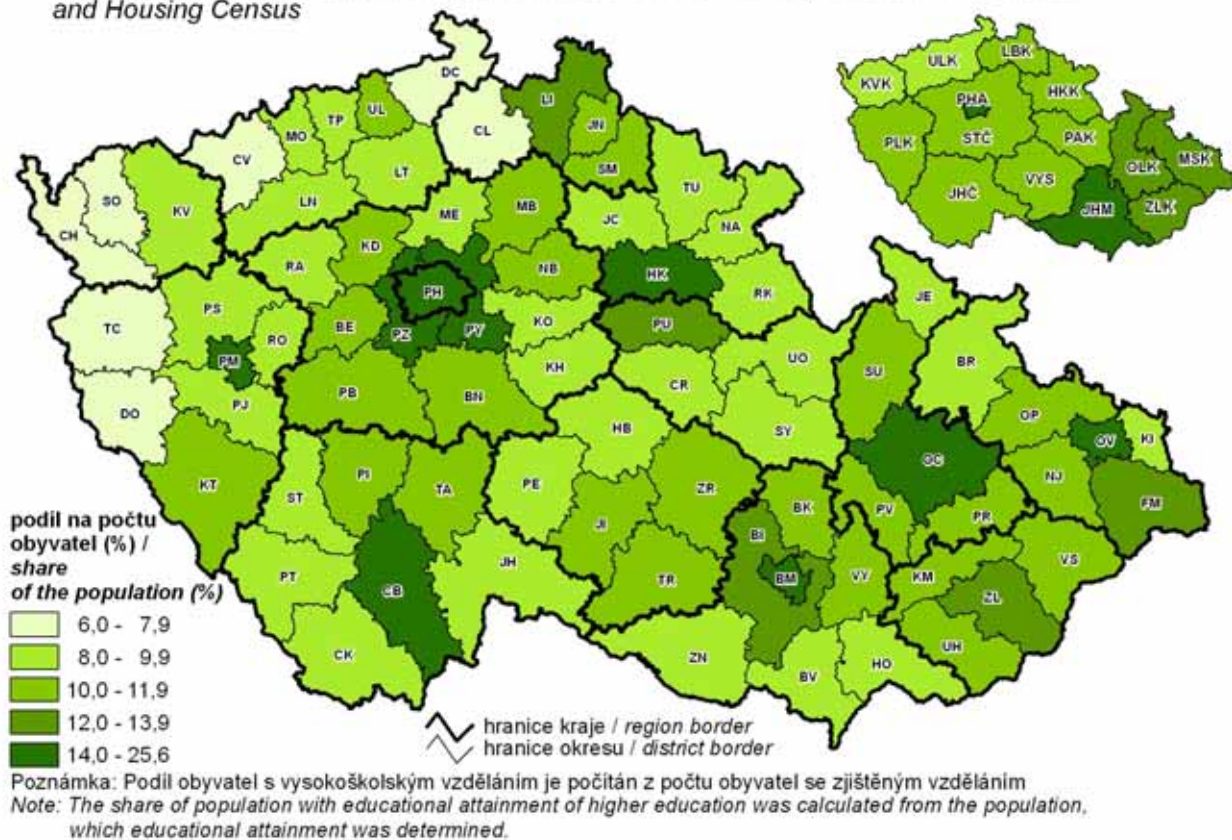 and Housing Census
DC
LI
UL
TP
MO
CL
JN
CV
SM
LT
SO
KV
LN
TU
CH
ME
MB
JC
NA
KD
RA
NB
HK
PH
RK
TC
PS
BE
PZ
PY
KO
PU
RO
PM
UO
KH
CR
DO
PJ
PB
BN
HB
SY
KT
ST
PI
TA
PE
ZR
JI
PT
CB
JH
TR
CK
ZN
BK
BI
BM
VY
BV
HO
JE
BR
SU
OP
OC
OV
KI
NJ
FM
PV
PR
KM
VS
ZL
UH
LBK
ULK
KVK
HKK
PHA
STČ
PAK
PLK
OLK
MSK
VYS
JHČ
JHM
ZLK
podíl na počtu
obyvatel (%) /
share
of the population (%)
6,0 - 7,9
8,0 - 9,9
10,0 - 11,9
12,0 - 13,9
14,0 - 25,6
hranice kraje / region border
hranice okresu / district border
Poznámka: Podíl obyvatel s vysokoškolským vzděláním je počítán z počtu obyvatel se zjištěným vzděláním
Note: The share of population with educational attainment of higher education was calculated from the population,
which educational attainment was determined.